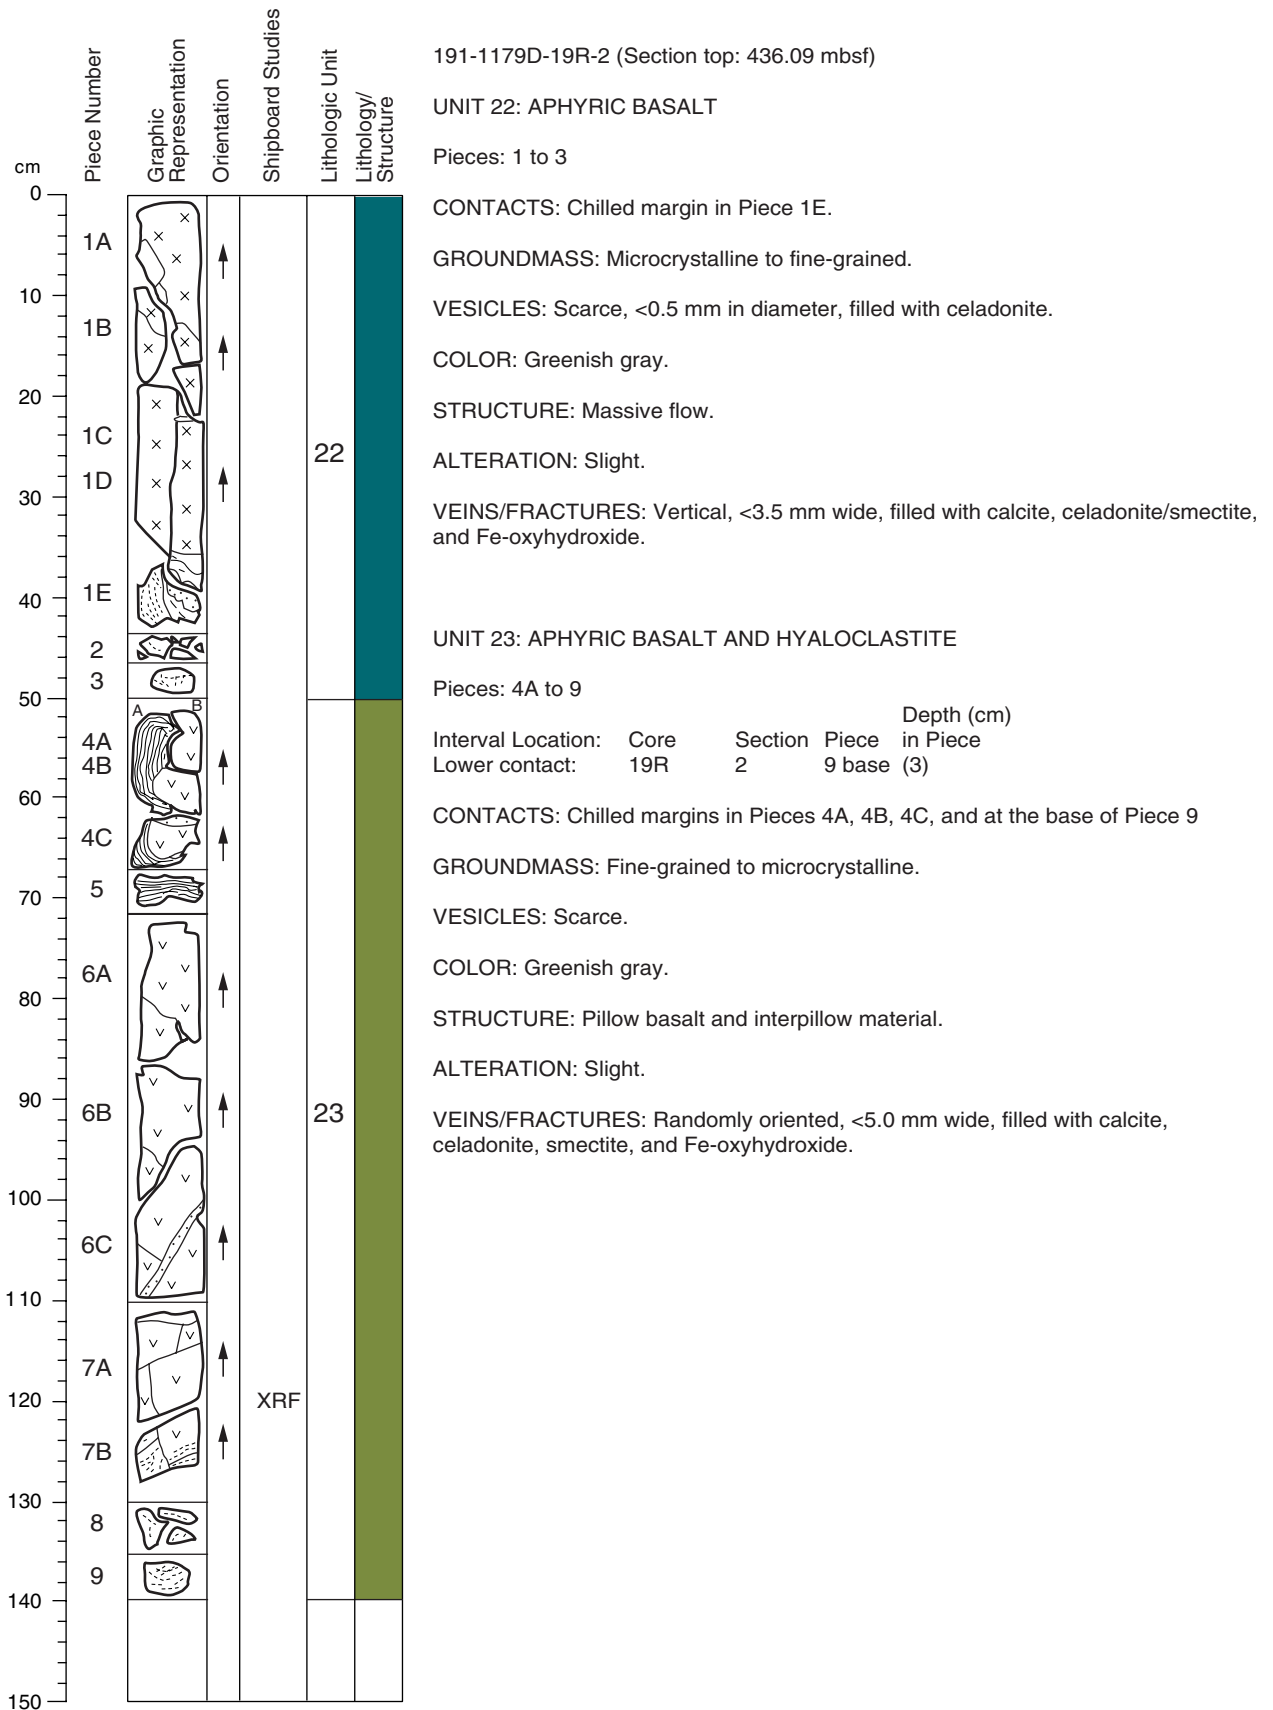 Piece Number
Graphic
Representation
Orientation
Shipboard Studies
Lithologic Unit
Lithology/
Structure
cm
0
10
20
30
40
50
60
70
80
90
100
110
120
130
140
150
1A
1B
1C
1D
1E
2
3
4A
4B
4C
5
6A
6B
6C
7A
7B
8
9
A B
XRF
22
23
191-1179D-19R-2 (Section top: 436.09 mbsf)
UNIT 22: APHYRIC BASALT
Pieces: 1 to 3
CONTACTS: Chilled margin in Piece 1E.
GROUNDMASS: Microcrystalline to fine-grained.
VESICLES: Scarce, <0.5 mm in diameter, filled with celadonite.
COLOR: Greenish gray.
STRUCTURE: Massive flow.
ALTERATION: Slight.
VEINS/FRACTURES: Vertical, <3.5 mm wide, filled with calcite, celadonite/smectite,
and Fe-oxyhydroxide.
UNIT 23: APHYRIC BASALT AND HYALOCLASTITE
Pieces: 4A to 9
Depth (cm)
Interval Location: Core Section Piece in Piece
Lower contact: 19R 2 9 base (3)
CONTACTS: Chilled margins in Pieces 4A, 4B, 4C, and at the base of Piece 9
GROUNDMASS: Fine-grained to microcrystalline.
VESICLES: Scarce.
COLOR: Greenish gray.
STRUCTURE: Pillow basalt and interpillow material.
ALTERATION: Slight.
VEINS/FRACTURES: Randomly oriented, <5.0 mm wide, filled with calcite,
celadonite, smectite, and Fe-oxyhydroxide.